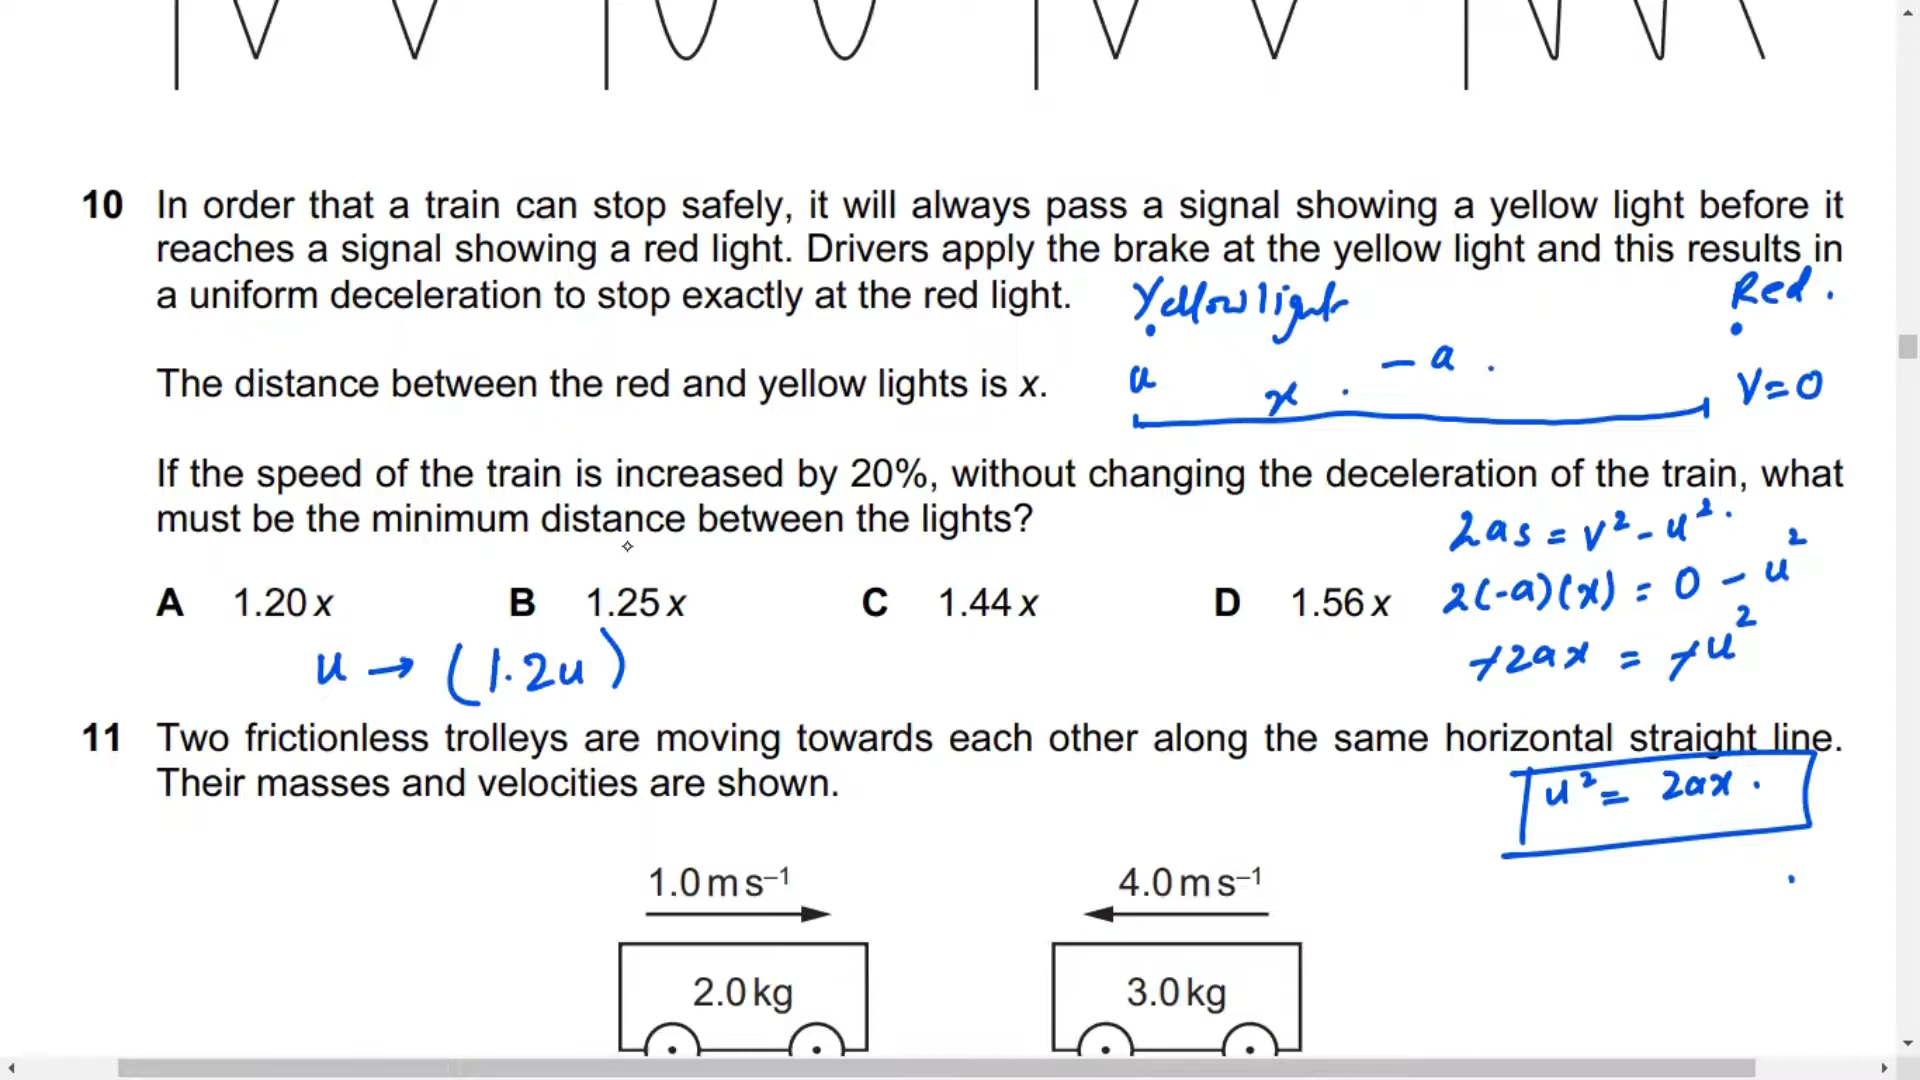 10 In order that a train can stop safely, it will always pass a signal showing a yellow light before it
reaches a signal showing a red light. Drivers apply the brake at the yellow light and this results in
a uniform deceleration to stop exactly at the red light.
Yellow light
Red.
The distance between the red and yellow lights is x.
u
x
-a
V=0
If the speed of the train is increased by 20%, without changing the deceleration of the train, what
must be the minimum distance between the lights?
2as = v² - u²
2(-a)(x) = 0 - u²
-2ax = -u²
A 1.20x B 1.25x C 1.44x D 1.56x
u → (1.2u)
11 Two frictionless trolleys are moving towards each other along the same horizontal straight line.
Their masses and velocities are shown.
u² = 2ax.
1.0 m s⁻¹ 4.0 m s⁻¹
2.0 kg 3.0 kg